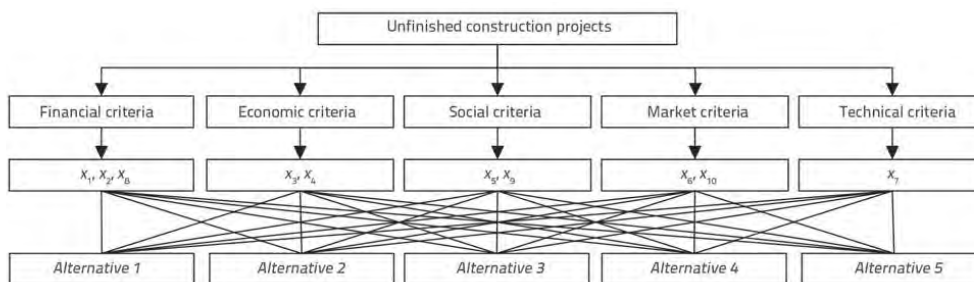 Unfinished construction projects
Financial criteria
Economic criteria
Social criteria
Market criteria
Technical criteria
x₁, x₂, x₈
x₃, x₄
x₅, x₉
x₆, x₁₀
x₇
Alternative 1
Alternative 2
Alternative 3
Alternative 4
Alternative 5